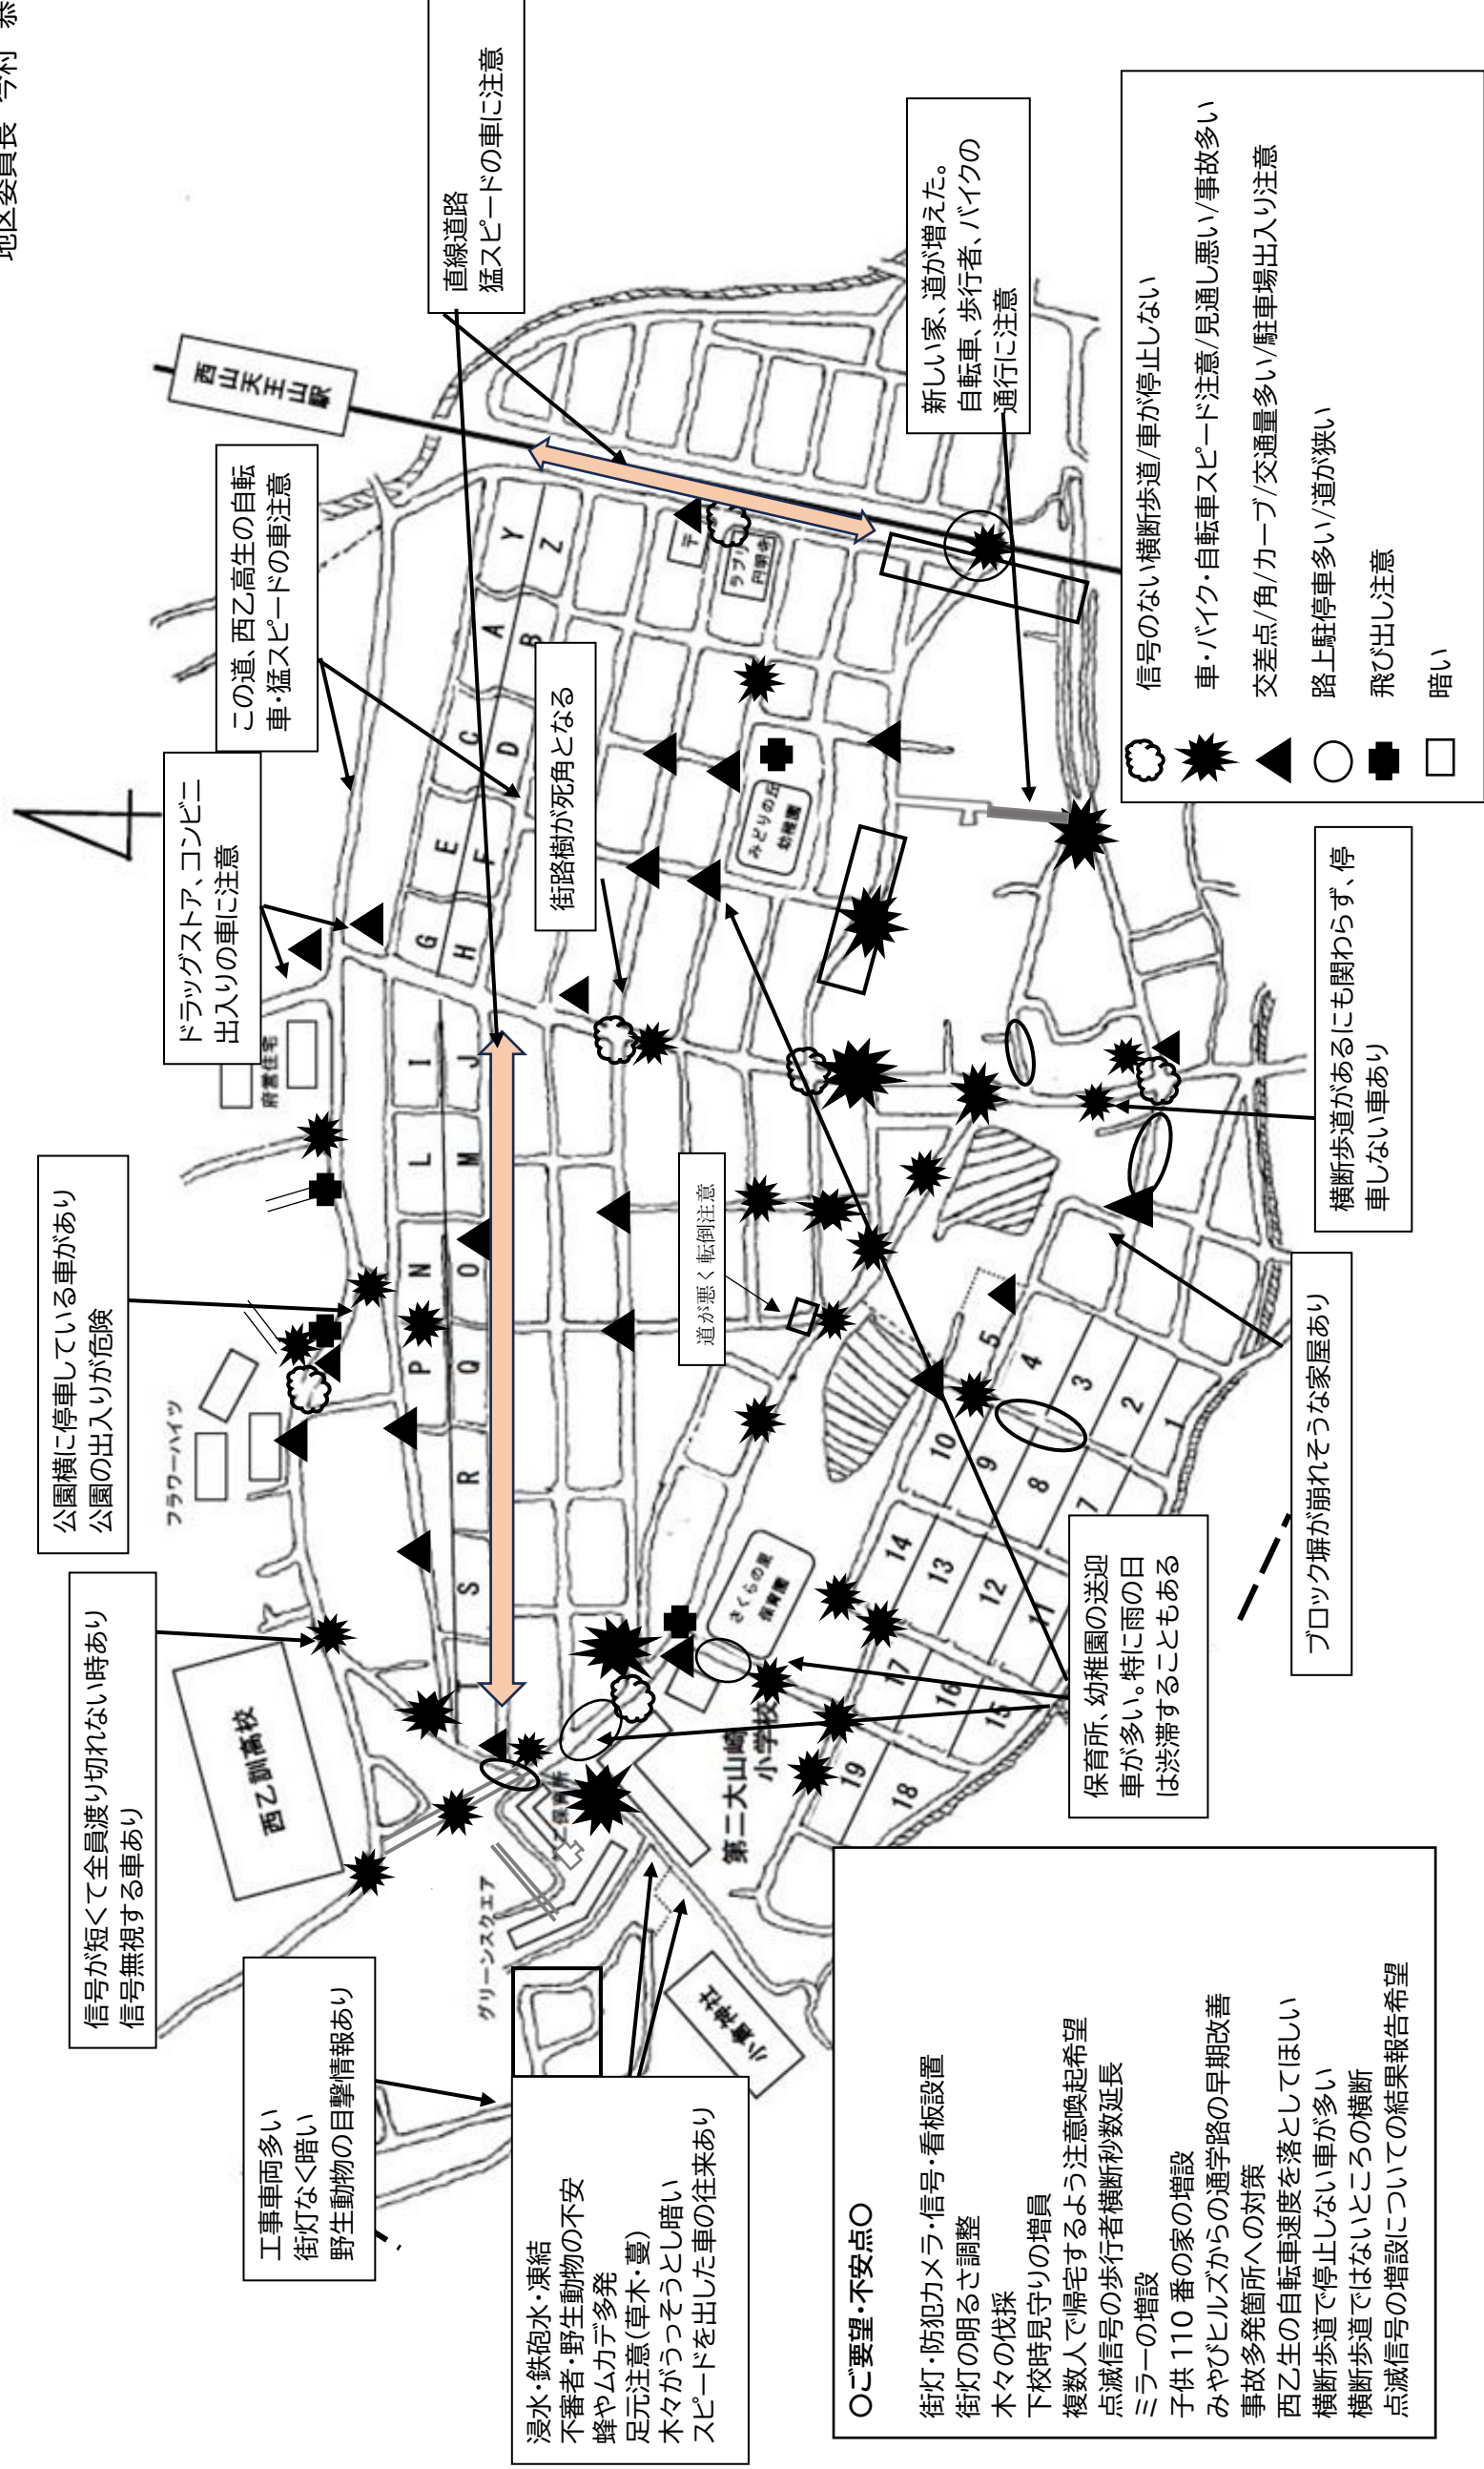 地区委員長 今村
直線道路
猛スピードの車に注意
西山天王山駅
この道、西乙高生の自転
車・猛スピードの車注意
ドラッグストア、コンビニ
出入りの車に注意
府営住宅
公園横に停車している車があり
公園の出入りが危険
フラワーハイツ
信号が短くて全員渡り切れない時あり
信号無視する車あり
西乙訓高校
工事車両多い
街灯なく暗い
野生動物の目撃情報あり
グリーンスクエア
浸水・鉄砲水・凍結
不審者・野生動物の不安
蜂やムカデ多発
足元注意(草木・蔓)
木々がうっそうとし暗い
スピードを出した車の往来あり
小倉神社
第二大山崎
小学校
さくらの里
保育園
街路樹が死角となる
道が悪く転倒注意
みどりの丘
幼稚園
〒
ラブリー
円明寺
Y
Z
A
B
C
D
E
F
G
H
I
J
L
M
N
O
P
Q
R
S
1
2
3
4
5
7
8
9
10
11
12
13
14
15
16
17
18
19
新しい家、道が増えた。
自転車、歩行者、バイクの
通行に注意
横断歩道があるにも関わらず、停
車しない車あり
ブロック塀が崩れそうな家屋あり
保育所、幼稚園の送迎
車が多い。特に雨の日
は渋滞することもある
信号のない横断歩道/車が停止しない
車・バイク・自転車スピード注意/見通し悪い/事故多い
交差点/角/カーブ/交通量多い/駐車場出入り注意
路上駐停車多い/道が狭い
飛び出し注意
暗い
〇ご要望・不安点〇
街灯・防犯カメラ・信号・看板設置
街灯の明るさ調整
木々の伐採
下校時見守りの増員
複数人で帰宅するよう注意喚起希望
点滅信号の歩行者横断秒数延長
ミラーの増設
子供 110 番の家の増設
みやびヒルズからの通学路の早期改善
事故多発箇所への対策
西乙生の自転車速度を落としてほしい
横断歩道で停止しない車が多い
横断歩道ではないところの横断
点滅信号の増設についての結果報告希望